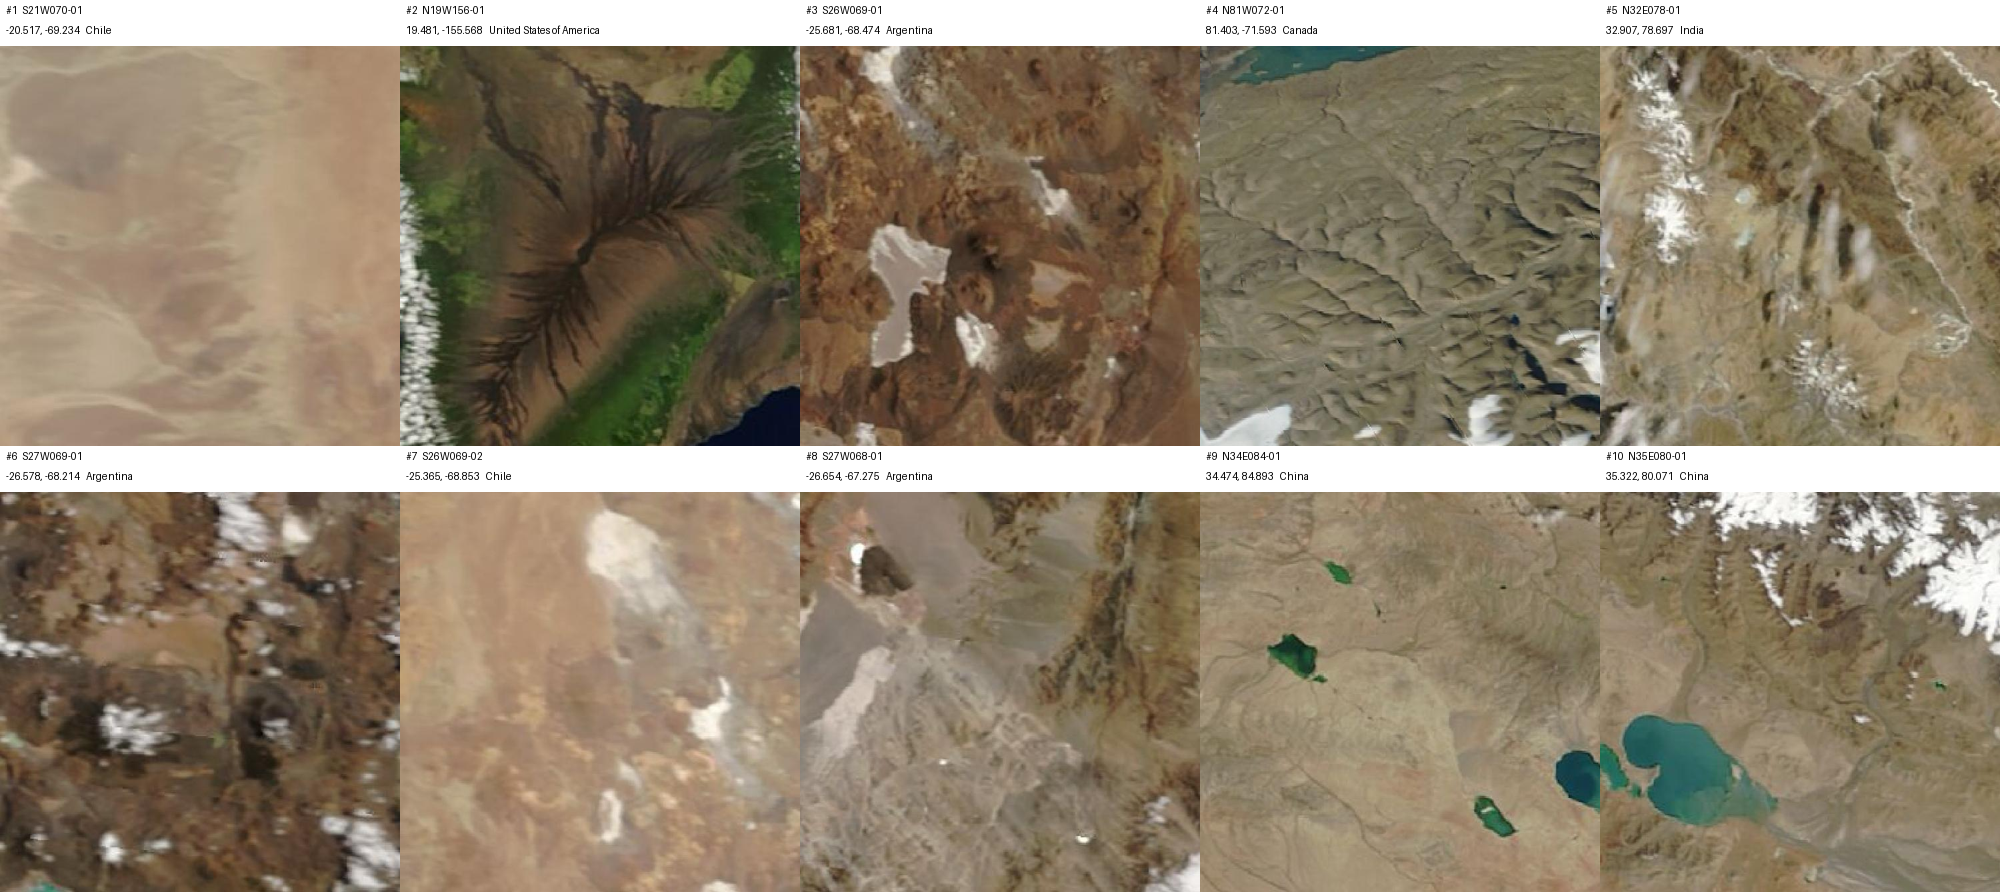 #1 S21W070-01
-20.517, -69.234 Chile
#2 N19W156-01
19.481, -155.568 United States of America
#3 S26W069-01
-25.681, -68.474 Argentina
#4 N81W072-01
81.403, -71.593 Canada
#5 N32E078-01
32.907, 78.697 India
#6 S27W069-01
-26.578, -68.214 Argentina
#7 S26W069-02
-25.365, -68.853 Chile
#8 S27W068-01
-26.654, -67.275 Argentina
#9 N34E084-01
34.474, 84.893 China
#10 N35E080-01
35.322, 80.071 China